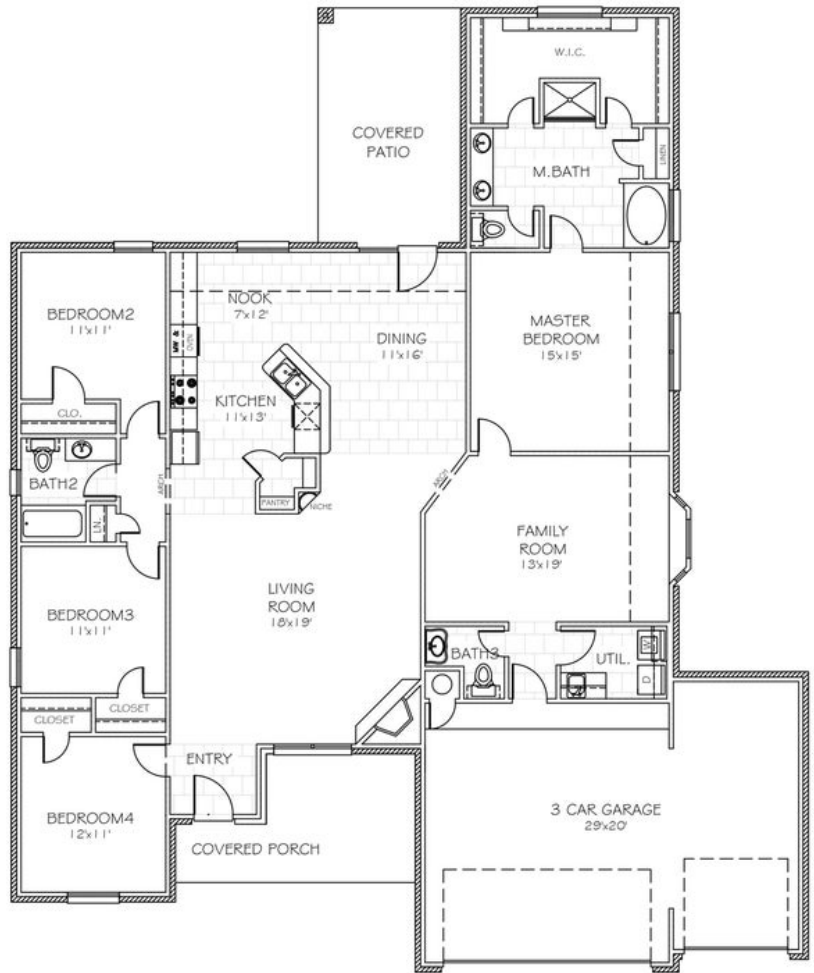 W.I.C.
COVERED
PATIO
M.BATH
LINEN
BEDROOM2
11'x11'
NOOK
7'x12'
MASTER
BEDROOM
15'x15'
DINING
11'x16'
MW &
OVEN
KITCHEN
11'x13'
CLO.
BATH2
ARCH
ARCH
PANTRY
NICHE
LN.
FAMILY
ROOM
13'x19'
LIVING
ROOM
18'x19'
BEDROOM3
11'x11'
BATH3
UTIL.
W
D
CLOSET
CLOSET
ENTRY
BEDROOM4
12'x11'
3 CAR GARAGE
29'x20'
COVERED PORCH